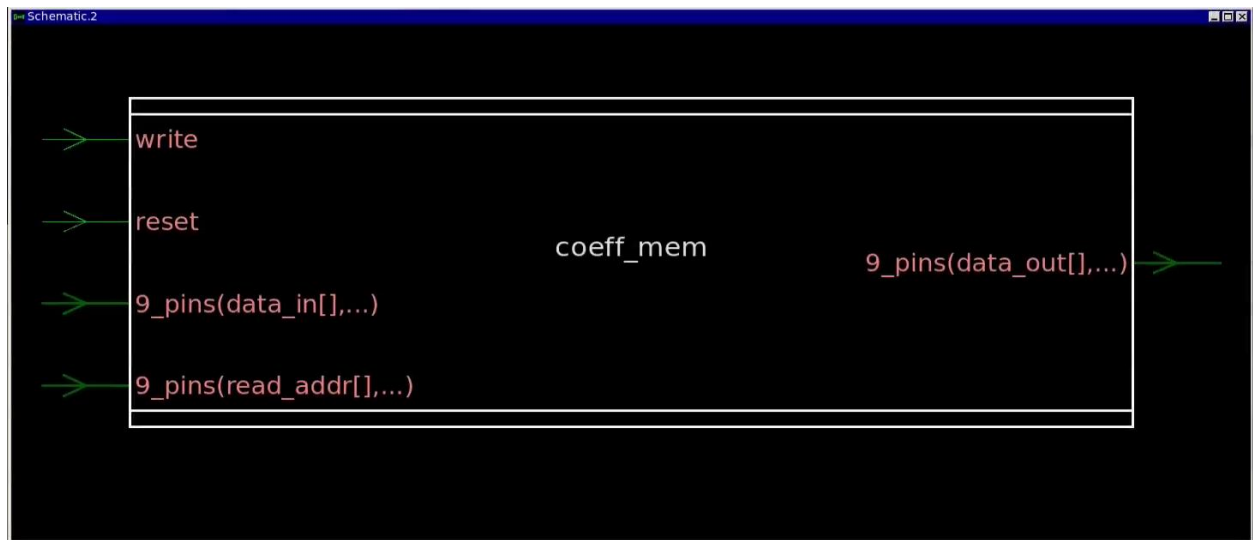 Schematic.2
write
reset
coeff_mem
9_pins(data_out[],...)
9_pins(data_in[],...)
9_pins(read_addr[],...)